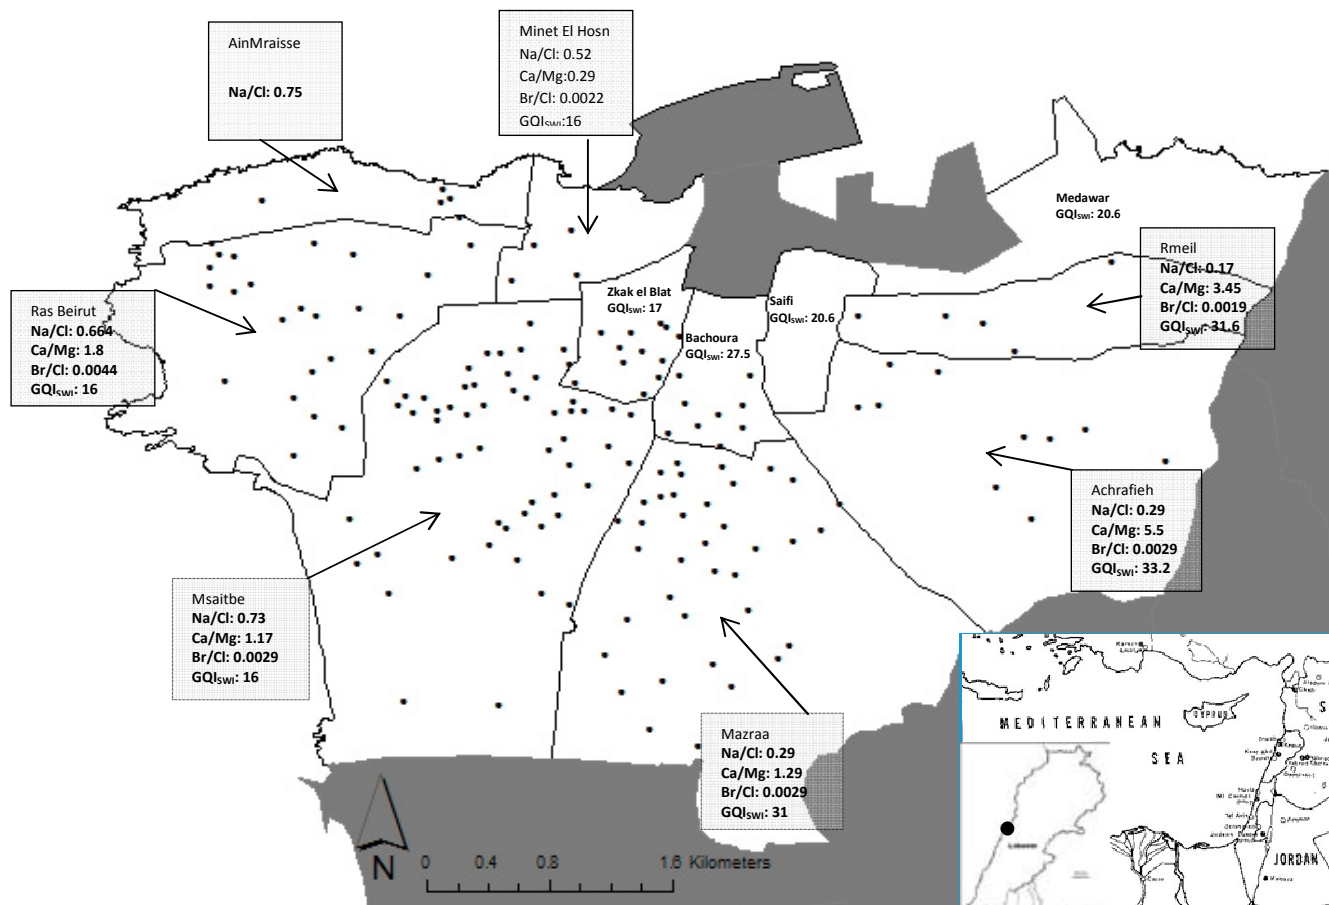 AinMraisse
Na/Cl: 0.75
Minet El Hosn
Na/Cl: 0.52
Ca/Mg:0.29
Br/Cl: 0.0022
GQISWI:16
Medawar
GQISWI: 20.6
Rmeil
Na/Cl: 0.17
Ca/Mg: 3.45
Br/Cl: 0.0019
GQISWI: 31.6
Ras Beirut
Na/Cl: 0.664
Ca/Mg: 1.8
Br/Cl: 0.0044
GQISWI: 16
Zkak el Blat
GQISWI: 17
Saifi
GQISWI: 20.6
Bachoura
GQISWI: 27.5
Achrafieh
Na/Cl: 0.29
Ca/Mg: 5.5
Br/Cl: 0.0029
GQISWI: 33.2
Msaitbe
Na/Cl: 0.73
Ca/Mg: 1.17
Br/Cl: 0.0029
GQISWI: 16
Mazraa
Na/Cl: 0.29
Ca/Mg: 1.29
Br/Cl: 0.0029
GQISWI: 31
N
0 0.4 0.8 1.6 Kilometers
MEDITERRANEAN
SEA
CYPRUS
JORDAN
Lebanon
Cairo